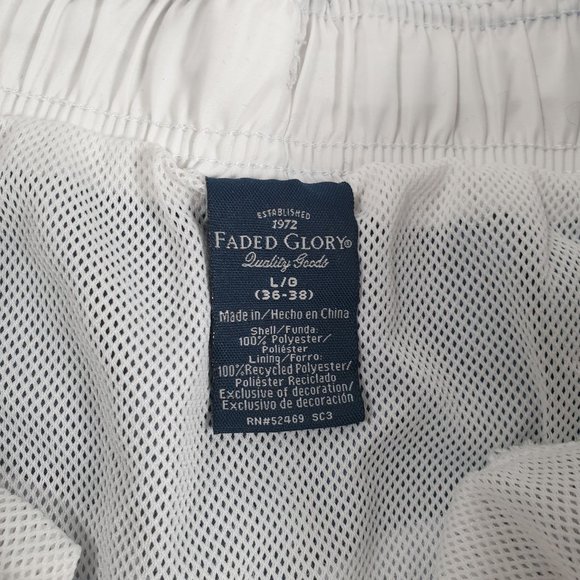 ESTABLISHED
1972
FADED GLORY®
Quality Goods
L/G
(36-38)
Made in/Hecho en China
Shell/Funda:
100% Polyester/
Poliéster
Lining/Forro:
100%Recycled Polyester/
Poliéster Reciclado
Exclusive of decoration/
Exclusivo de decoración
RN#52469 SC3